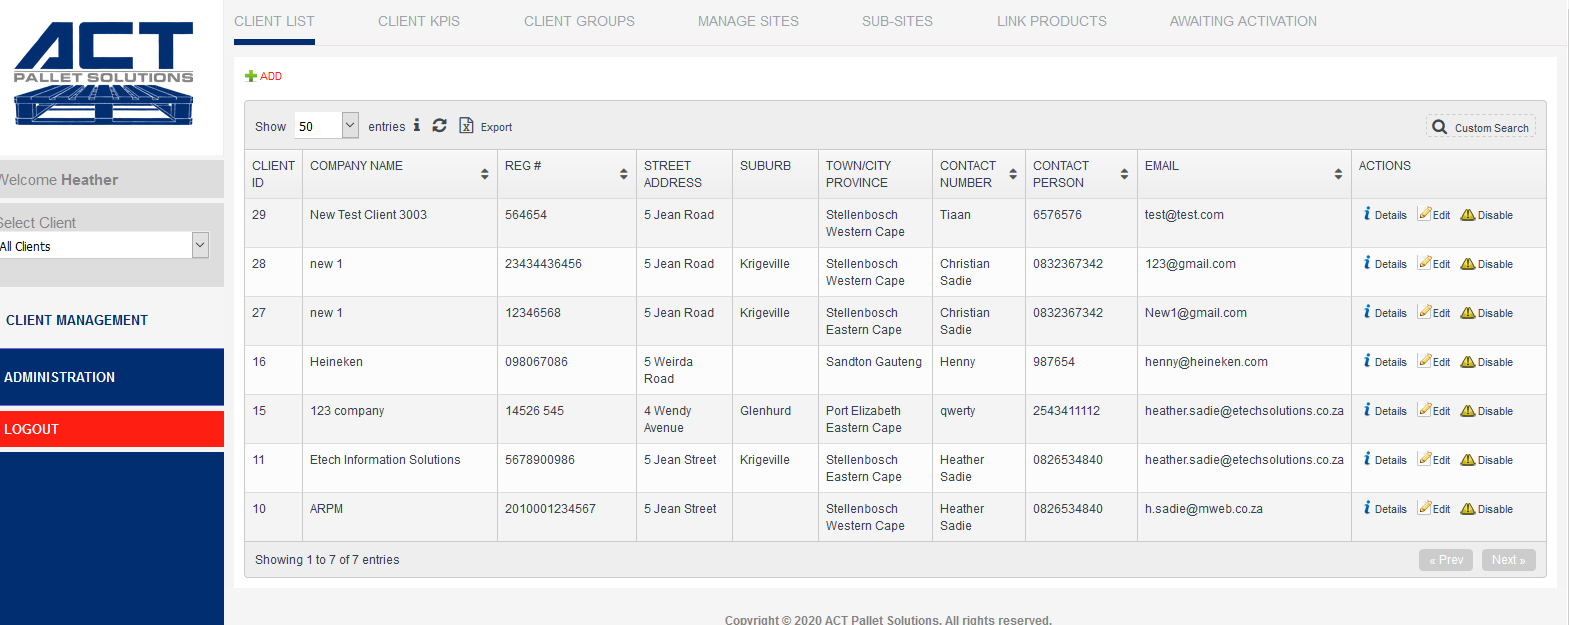 ACT
PALLET SOLUTIONS
Welcome Heather
Select Client
All Clients
CLIENT MANAGEMENT
ADMINISTRATION
LOGOUT
CLIENT LIST CLIENT KPIS CLIENT GROUPS MANAGE SITES SUB-SITES LINK PRODUCTS AWAITING ACTIVATION
ADD
Show 50 entries Export Custom Search
CLIENT ID COMPANY NAME REG # STREET ADDRESS SUBURB TOWN/CITY PROVINCE CONTACT NUMBER CONTACT PERSON EMAIL ACTIONS
29 New Test Client 3003 564654 5 Jean Road Stellenbosch Western Cape Tiaan 6576576 test@test.com Details Edit Disable
28 new 1 23434436456 5 Jean Road Krigeville Stellenbosch Western Cape Christian Sadie 0832367342 123@gmail.com Details Edit Disable
27 new 1 12346568 5 Jean Road Krigeville Stellenbosch Eastern Cape Christian Sadie 0832367342 New1@gmail.com Details Edit Disable
16 Heineken 098067086 5 Weirda Road Sandton Gauteng Henny 987654 henny@heineken.com Details Edit Disable
15 123 company 14526 545 4 Wendy Avenue Glenhurd Port Elizabeth Eastern Cape qwerty 2543411112 heather.sadie@etechsolutions.co.za Details Edit Disable
11 Etech Information Solutions 5678900986 5 Jean Street Krigeville Stellenbosch Eastern Cape Heather Sadie 0826534840 heather.sadie@etechsolutions.co.za Details Edit Disable
10 ARPM 2010001234567 5 Jean Street Stellenbosch Western Cape Heather Sadie 0826534840 h.sadie@mweb.co.za Details Edit Disable
Showing 1 to 7 of 7 entries « Prev Next »
Copyright © 2020 ACT Pallet Solutions. All rights reserved.